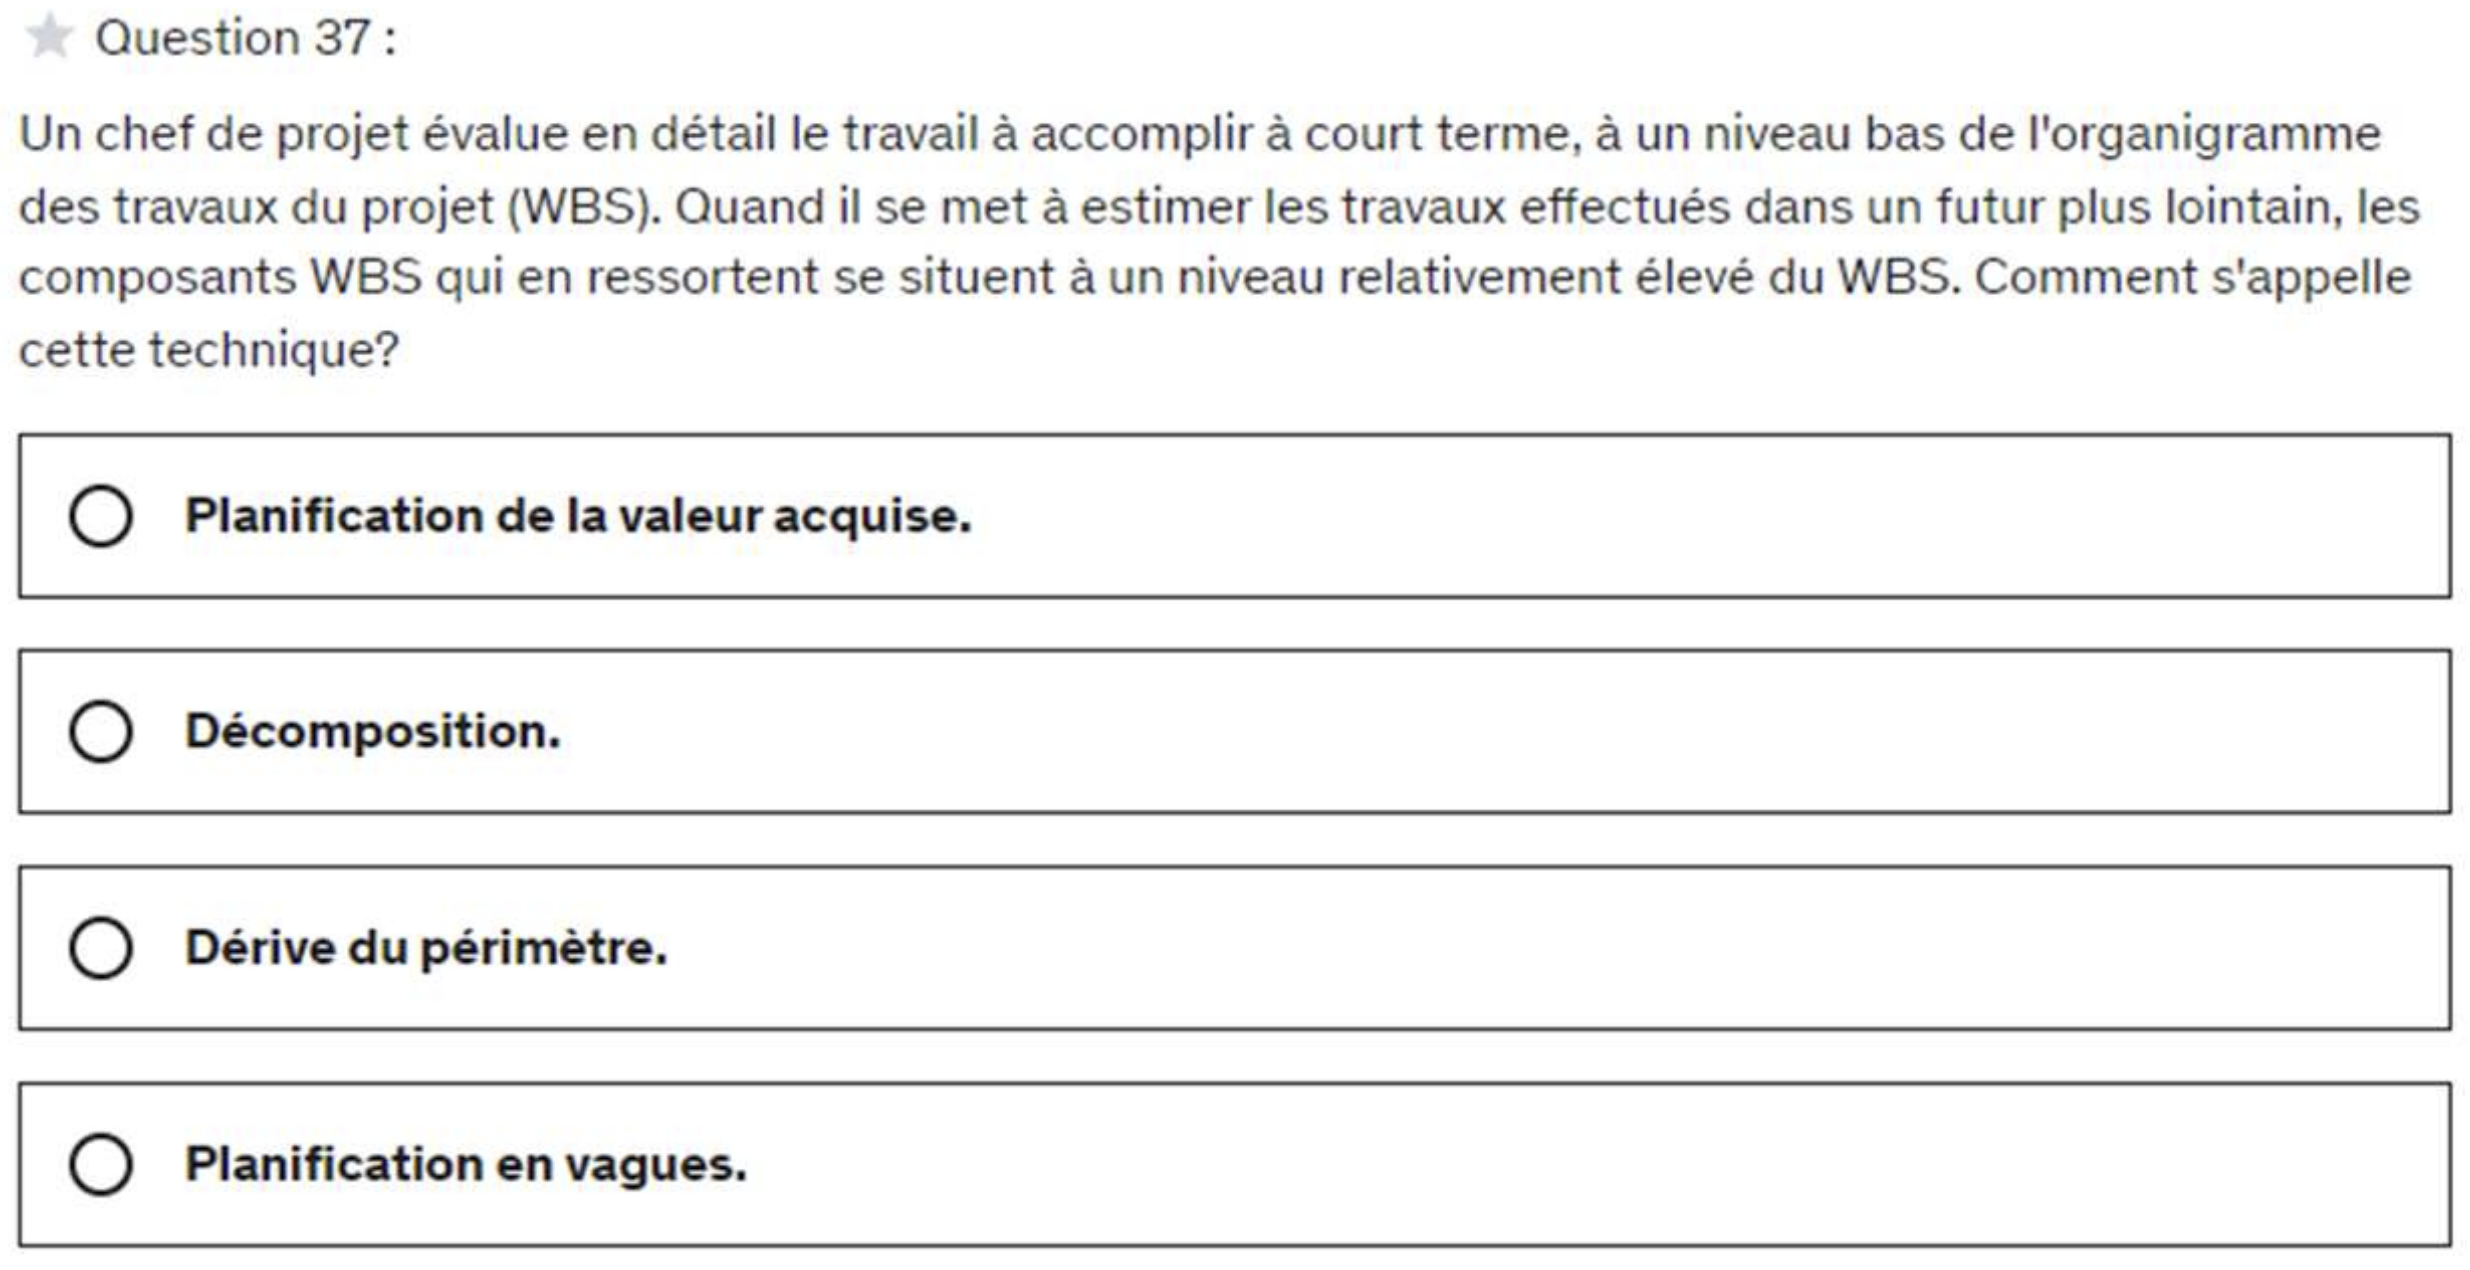 Question 37 :
Un chef de projet évalue en détail le travail à accomplir à court terme, à un niveau bas de l'organigramme
des travaux du projet (WBS). Quand il se met à estimer les travaux effectués dans un futur plus lointain, les
composants WBS qui en ressortent se situent à un niveau relativement élevé du WBS. Comment s'appelle
cette technique?
Planification de la valeur acquise.
Décomposition.
Dérive du périmètre.
Planification en vagues.